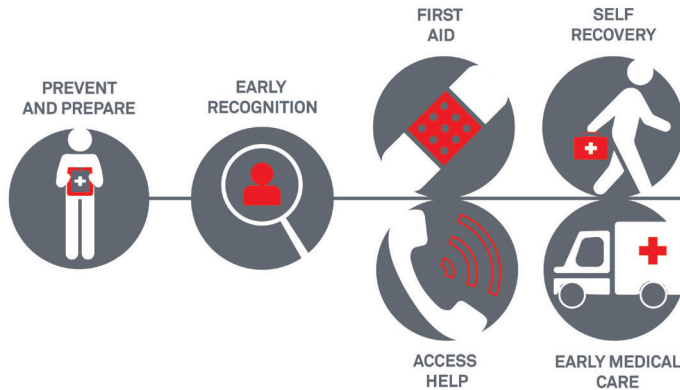 PREVENT
AND PREPARE
EARLY
RECOGNITION
FIRST
AID
SELF
RECOVERY
ACCESS
HELP
EARLY MEDICAL
CARE